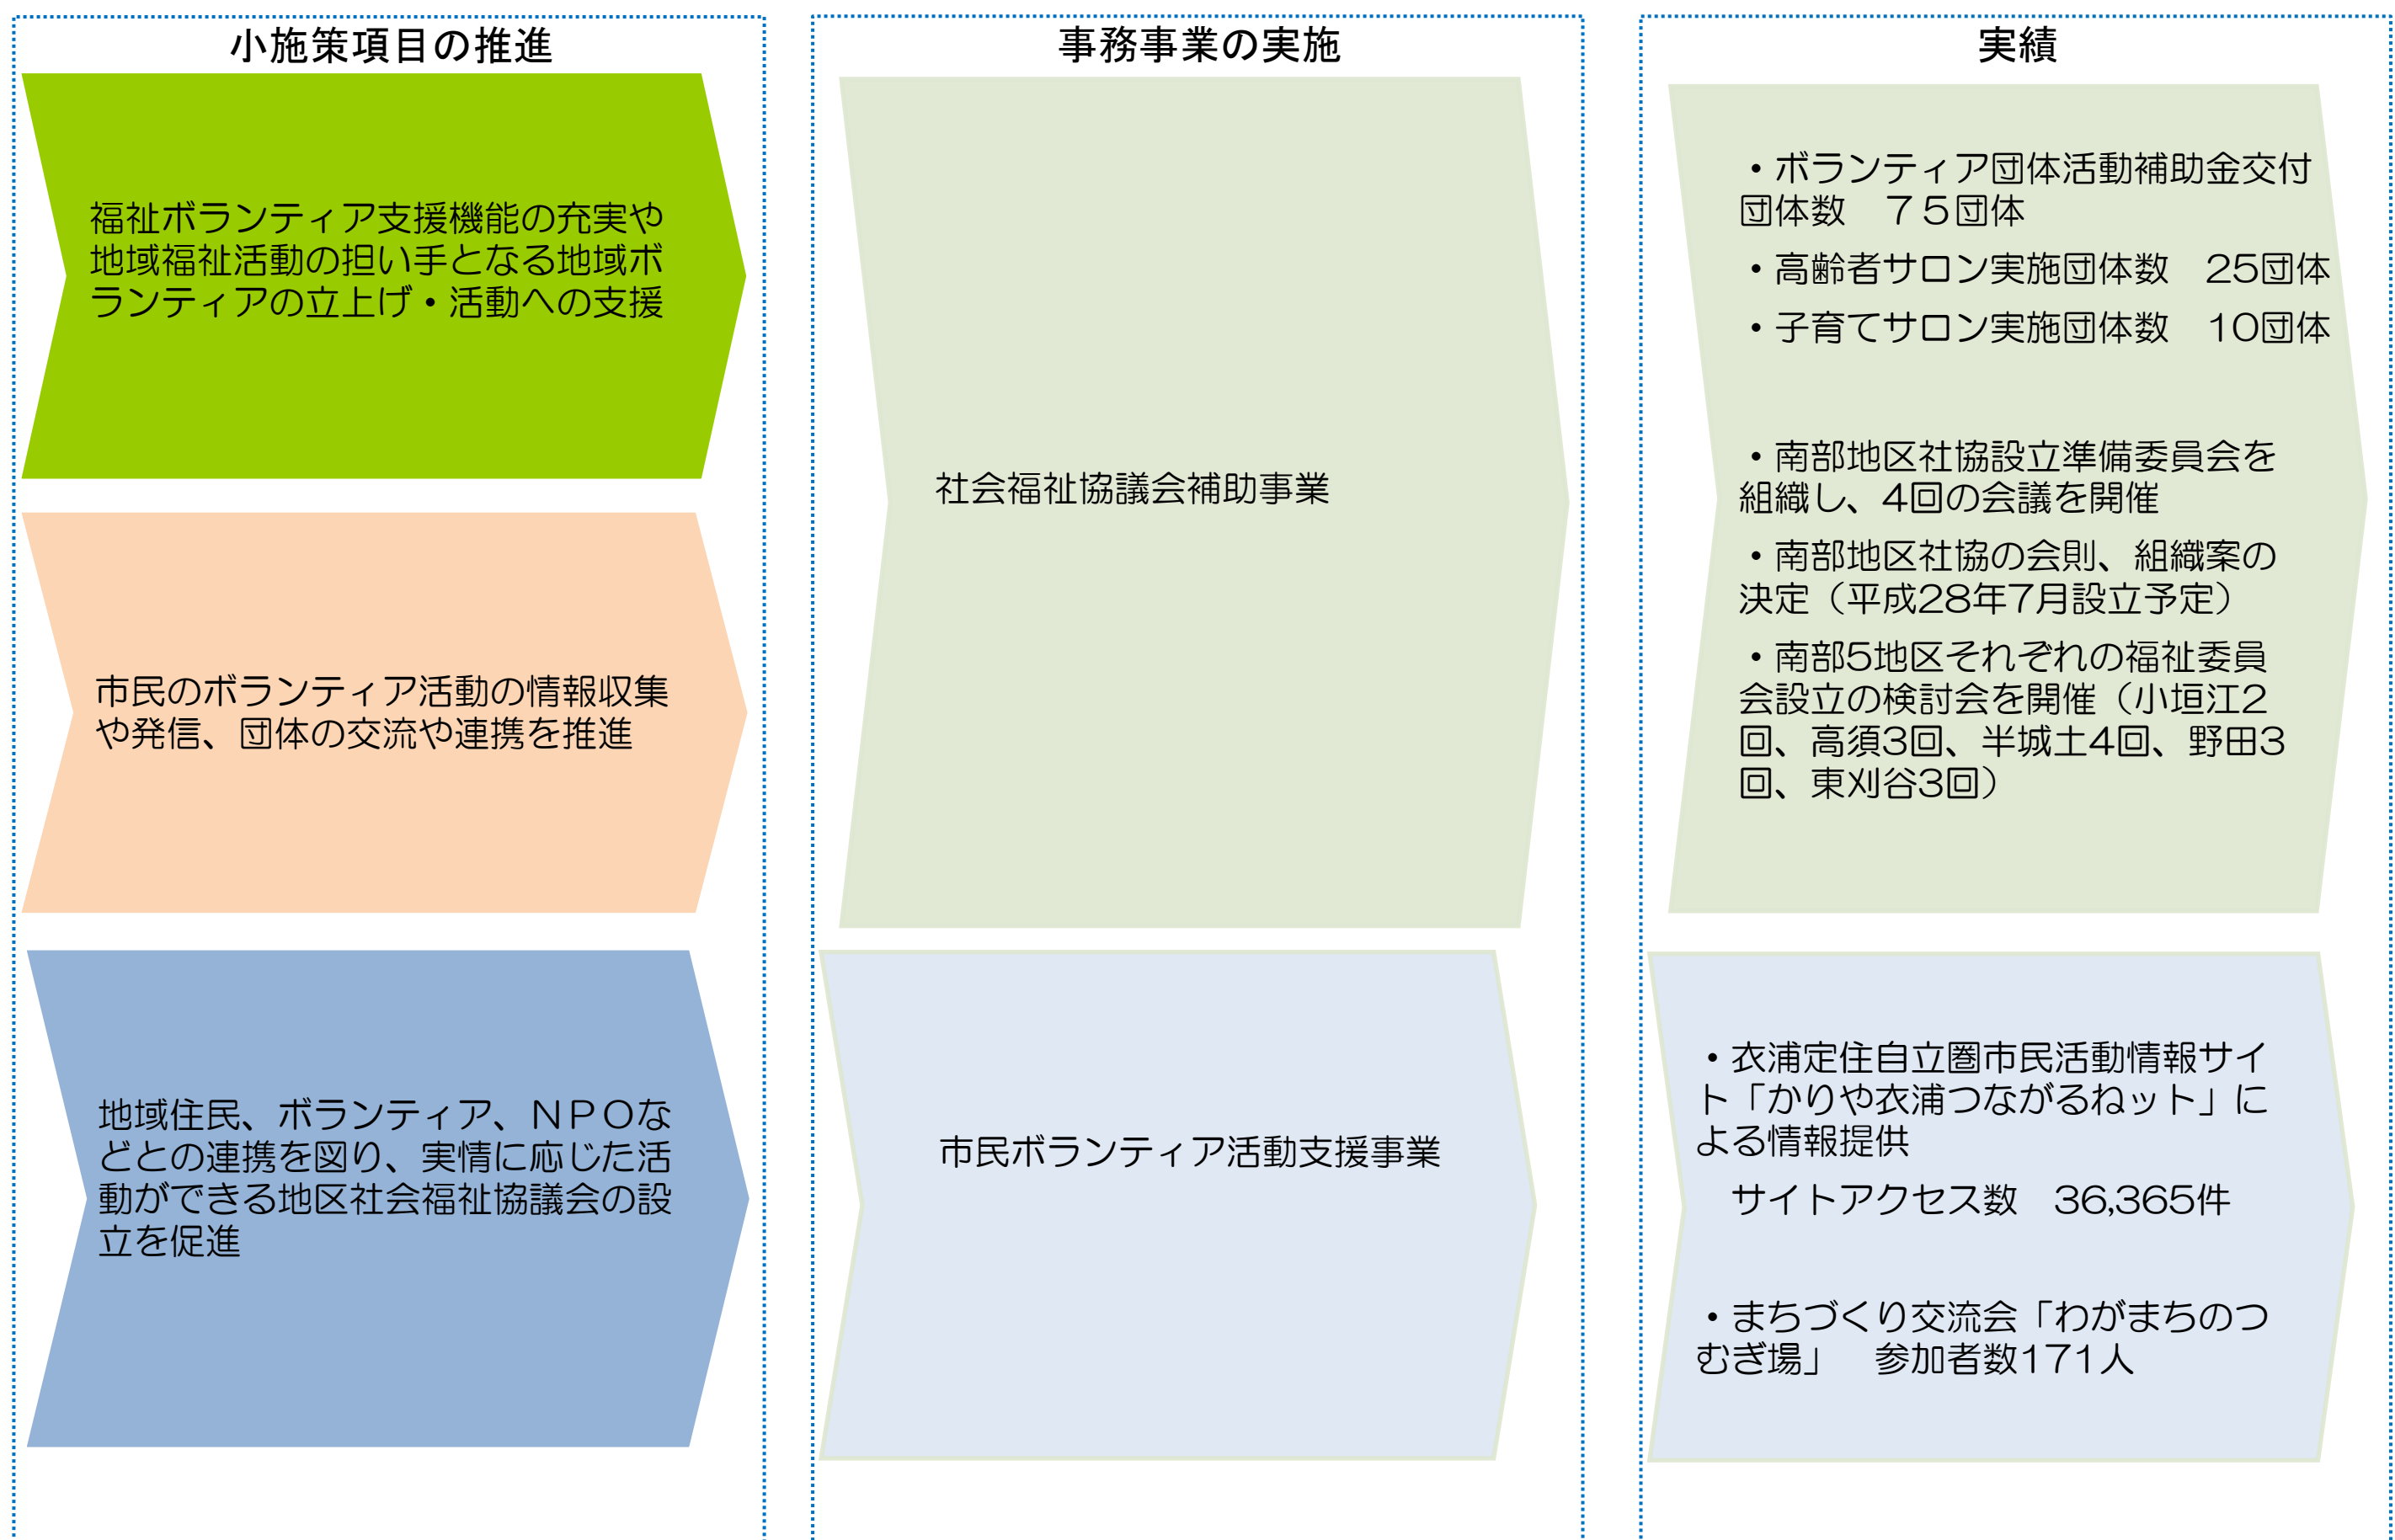 小施策項目の推進
福祉ボランティア支援機能の充実や
地域福祉活動の担い手となる地域ボ
ランティアの立上げ・活動への支援
市民のボランティア活動の情報収集
や発信、団体の交流や連携を推進
地域住民、ボランティア、ＮＰＯな
どとの連携を図り、実情に応じた活
動ができる地区社会福祉協議会の設
立を促進
事務事業の実施
社会福祉協議会補助事業
市民ボランティア活動支援事業
実績
・ボランティア団体活動補助金交付
団体数　７５団体
・高齢者サロン実施団体数　25団体
・子育てサロン実施団体数　10団体
・南部地区社協設立準備委員会を
組織し、4回の会議を開催
・南部地区社協の会則、組織案の
決定（平成28年7月設立予定）
・南部5地区それぞれの福祉委員
会設立の検討会を開催（小垣江2
回、高須3回、半城土4回、野田3
回、東刈谷3回）
・衣浦定住自立圏市民活動情報サイ
ト「かりや衣浦つながるねット」に
よる情報提供
サイトアクセス数　36,365件
・まちづくり交流会「わがまちのつ
むぎ場」　参加者数171人